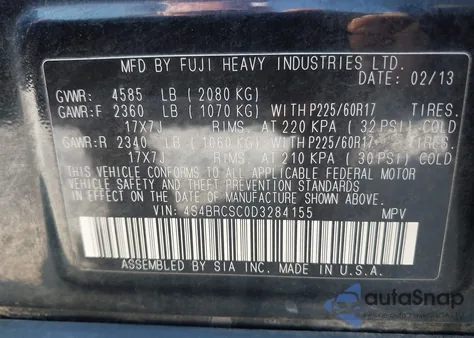 MFD BY FUJI HEAVY INDUSTRIES LTD.
DATE: 02/13
GVWR: 4585 LB (2080 KG)
GAWR:F 2360 LB (1070 KG) WITH P225/60R17 TIRES.
17X7J RIMS. AT 220 KPA (32 PSI) COLD
GAWR:R 2340 LB (1060 KG) WITH P225/60R17 TIRES.
17X7J RIMS. AT 210 KPA (30 PSI) COLD
THIS VEHICLE CONFORMS TO ALL APPLICABLE FEDERAL MOTOR
VEHICLE SAFETY AND THEFT PREVENTION STANDARDS
IN EFFECT ON THE DATE OF MANUFACTURE SHOWN ABOVE.
VIN: 4S4BRCSC0D3284155 MPV
ASSEMBLED BY SIA INC. MADE IN U.S.A.
autoSnap